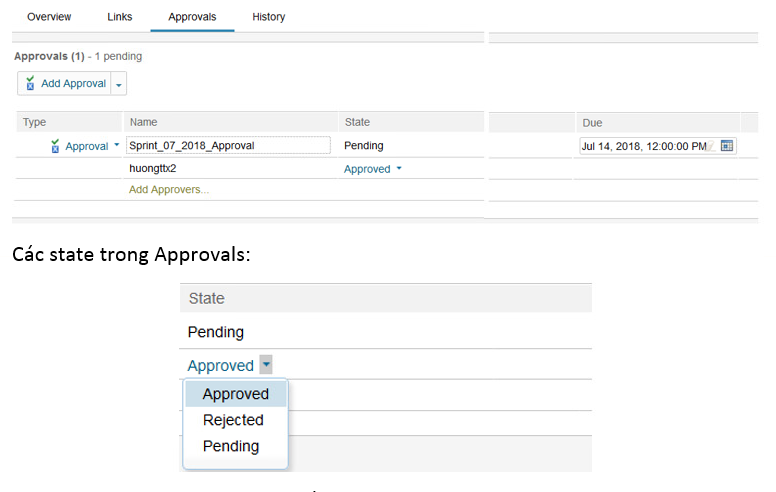 Overview Links Approvals History
Approvals (1) - 1 pending
Add Approval
Type Name State Due
Approval Sprint_07_2018_Approval Pending Jul 14, 2018, 12:00:00 PM
huongttx2 Approved
Add Approvers...
Các state trong Approvals:
State
Pending
Approved
Approved
Rejected
Pending